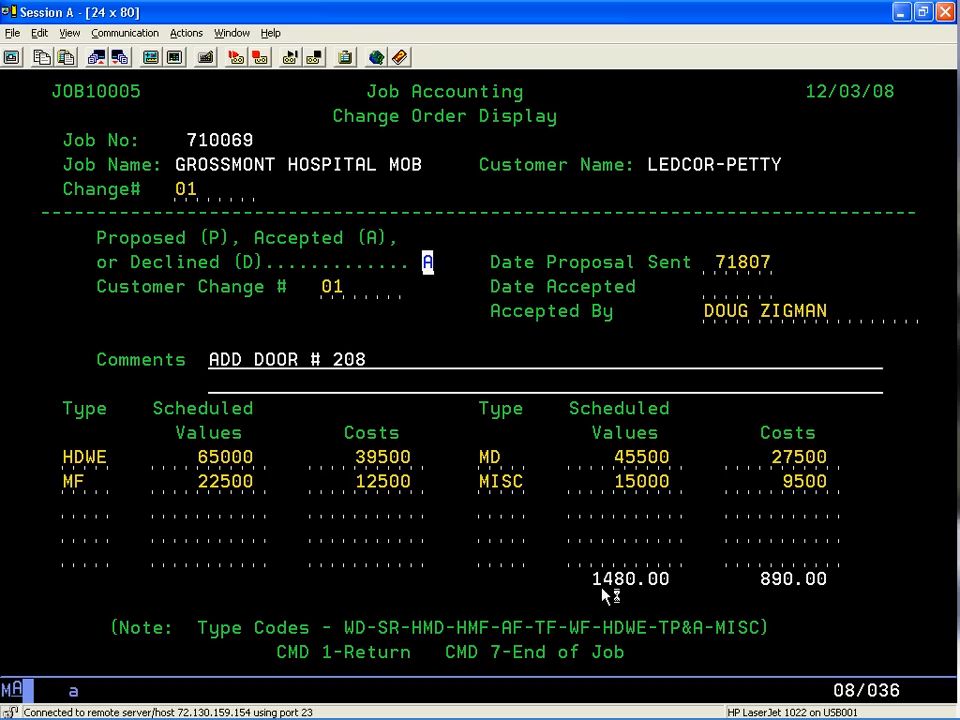 Session A - [24 x 80]
File Edit View Communication Actions Window Help
JOB10005 Job Accounting 12/03/08
Change Order Display
Job No: 710069
Job Name: GROSSMONT HOSPITAL MOB Customer Name: LEDCOR-PETTY
Change# 01
Proposed (P), Accepted (A),
or Declined (D)............. A Date Proposal Sent 71807
Customer Change # 01 Date Accepted
Accepted By DOUG ZIGMAN
Comments ADD DOOR # 208
Type Scheduled Type Scheduled
Values Costs Values Costs
HDWE 65000 39500 MD 45500 27500
MF 22500 12500 MISC 15000 9500
1480.00 890.00
(Note: Type Codes - WD-SR-HMD-HMF-AF-TF-WF-HDWE-TP&A-MISC)
CMD 1-Return CMD 7-End of Job
MA a 08/036
Connected to remote server/host 72.130.159.154 using port 23 HP LaserJet 1022 on USB001